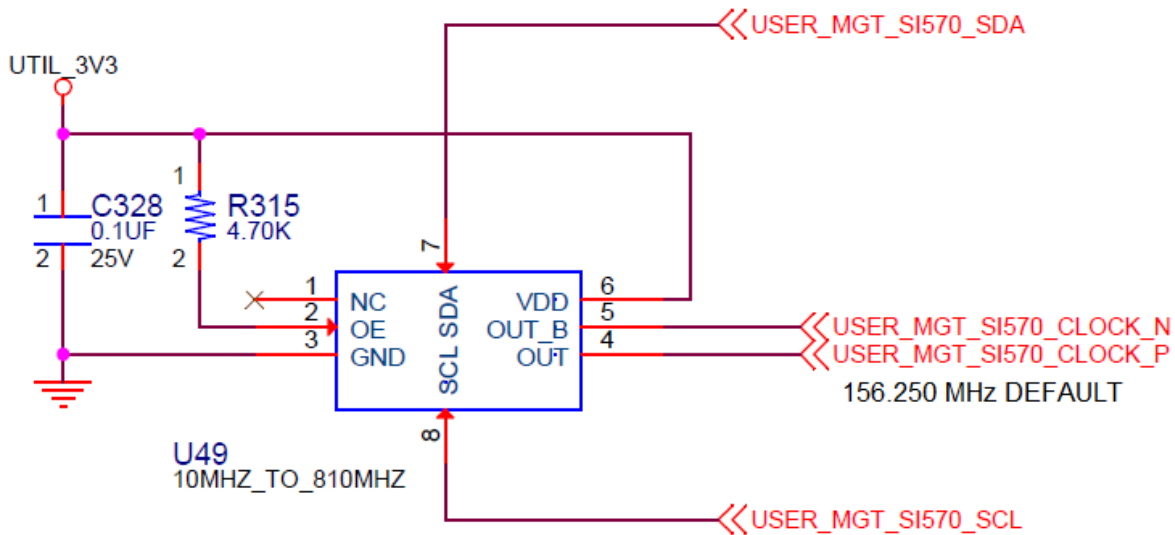 USER_MGT_SI570_SDA
UTIL_3V3
1
C328
0.1UF
2
25V
1
R315
4.70K
2
7
1
NC
2
OE
3
GND
SCL SDA
VDD
6
OUT_B
5
OUT
4
USER_MGT_SI570_CLOCK_N
USER_MGT_SI570_CLOCK_P
156.250 MHz DEFAULT
8
U49
10MHZ_TO_810MHZ
USER_MGT_SI570_SCL